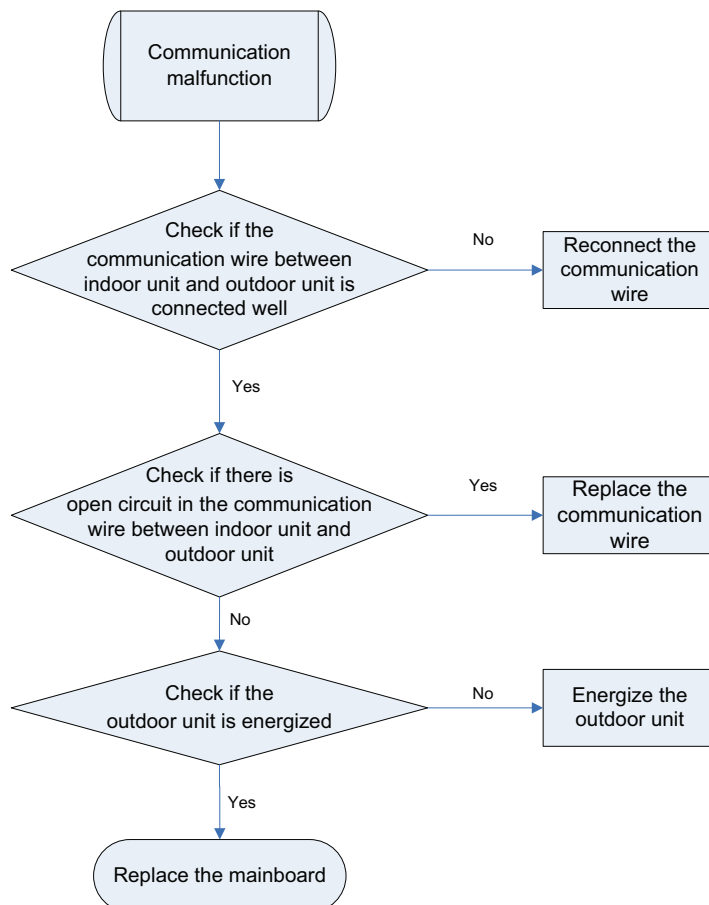 Communication
malfunction
Check if the
communication wire between
indoor unit and outdoor unit is
connected well
No
Reconnect the
communication
wire
Yes
Check if there is
open circuit in the communication
wire between indoor unit and
outdoor unit
Yes
Replace the
communication
wire
No
Check if the
outdoor unit is energized
No
Energize the
outdoor unit
Yes
Replace the mainboard